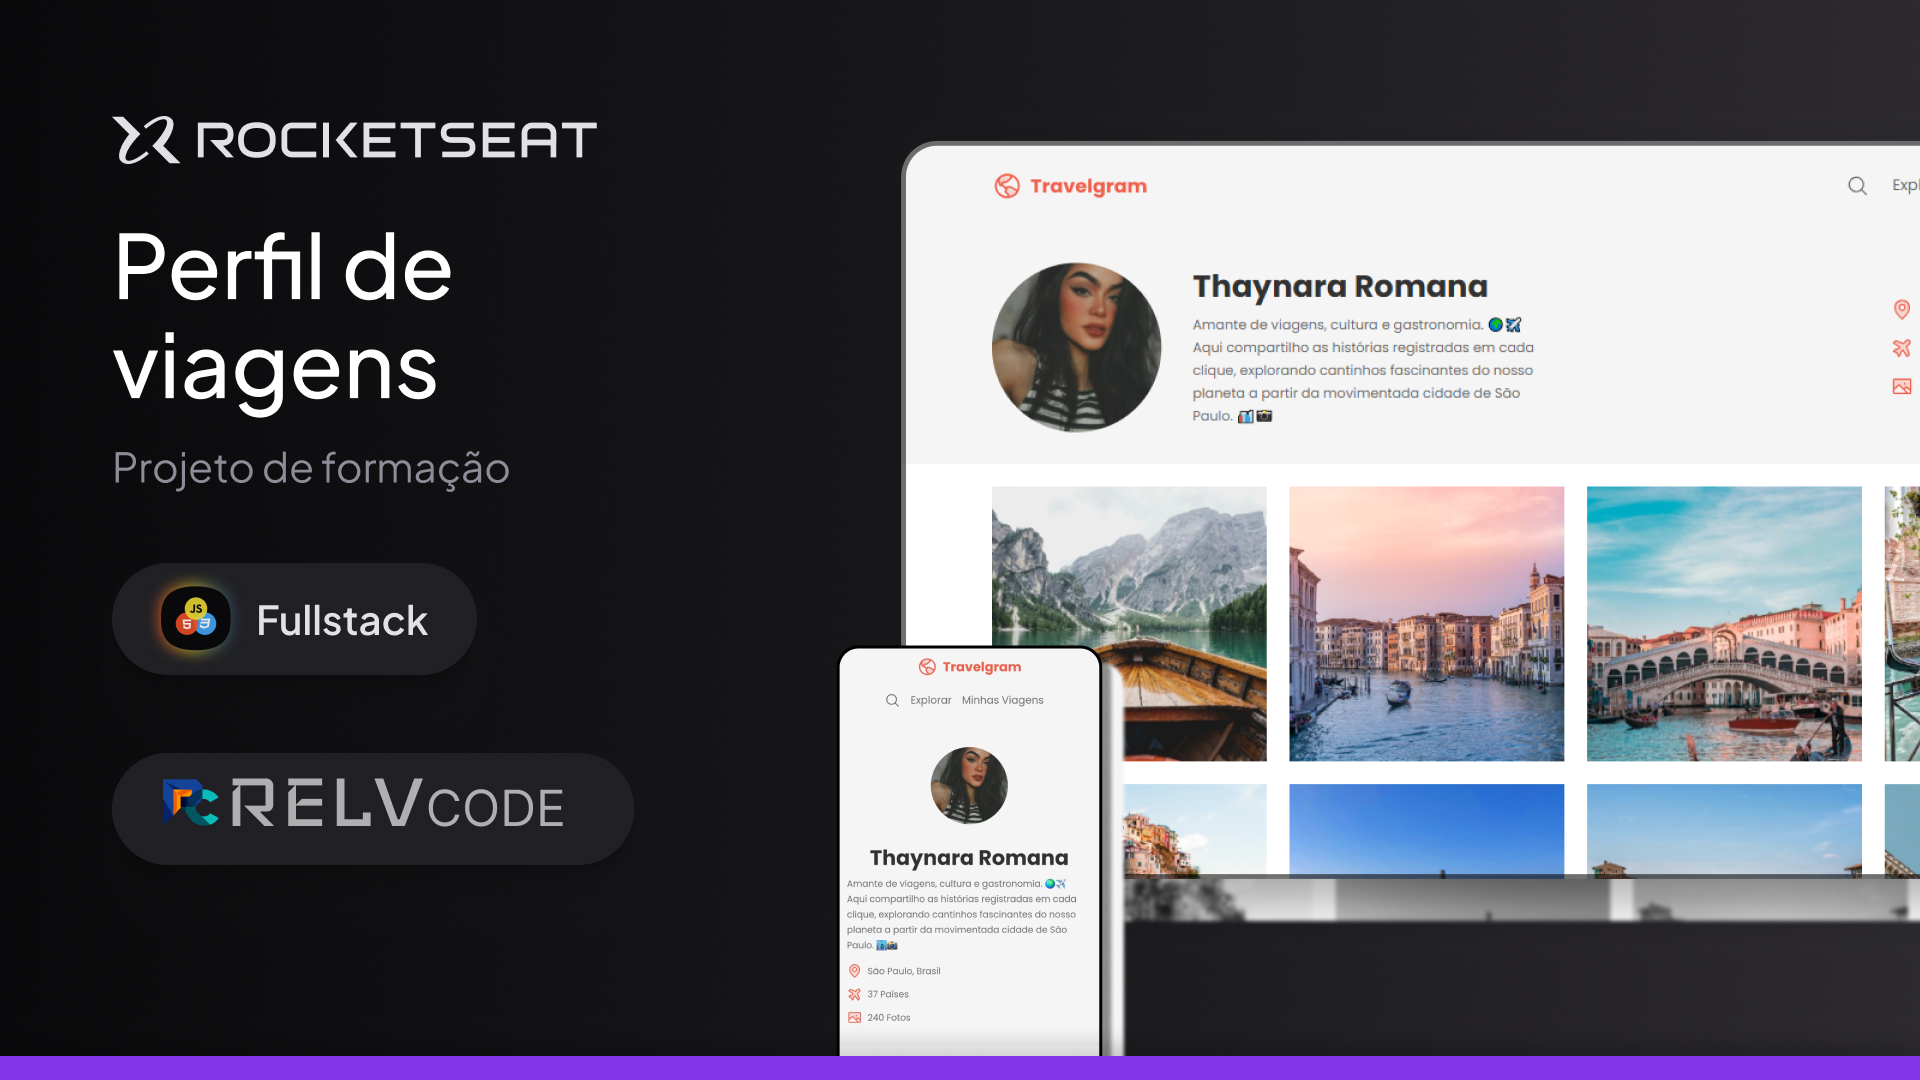 ROCKETSEAT
Perfil de
viagens
Projeto de formação
JS
5 3
Fullstack
RELVCODE
Travelgram
Thaynara Romana
Amante de viagens, cultura e gastronomia. 🌎✈️
Aqui compartilho as histórias registradas em cada
clique, explorando cantinhos fascinantes do nosso
planeta a partir da movimentada cidade de São
Paulo. 🏙️📸
Travelgram
Explorar Minhas Viagens
Thaynara Romana
Amante de viagens, cultura e gastronomia. 🌎✈️
Aqui compartilho as histórias registradas em cada
clique, explorando cantinhos fascinantes do nosso
planeta a partir da movimentada cidade de São
Paulo. 🏙️📸
São Paulo, Brasil
37 Países
240 Fotos